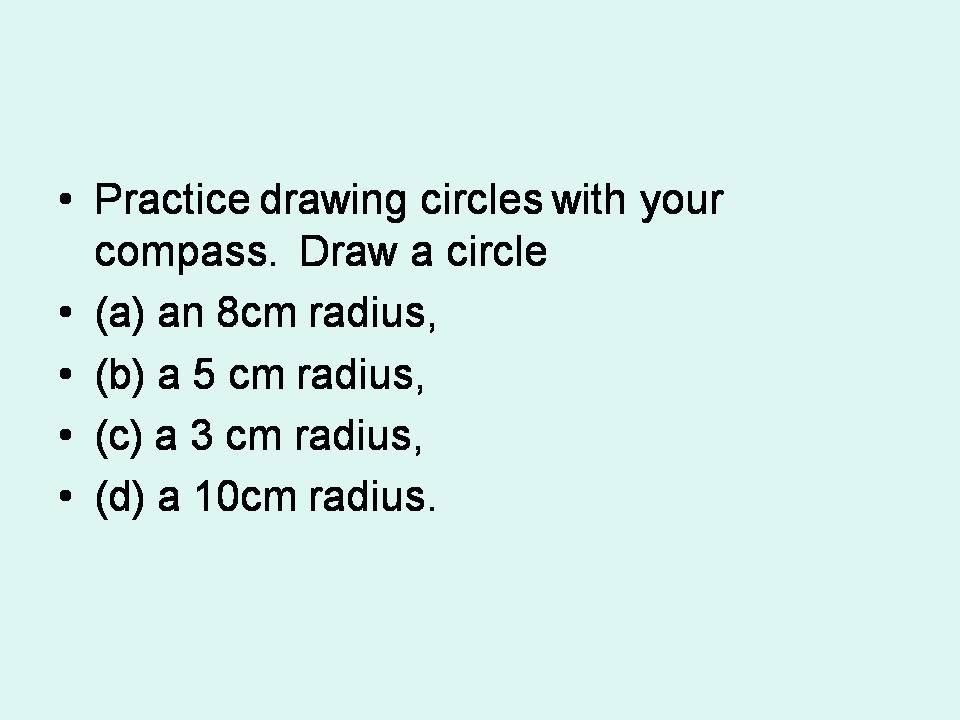 • Practice drawing circles with your
compass.  Draw a circle
• (a) an 8cm radius,
• (b) a 5 cm radius,
• (c) a 3 cm radius,
• (d) a 10cm radius.